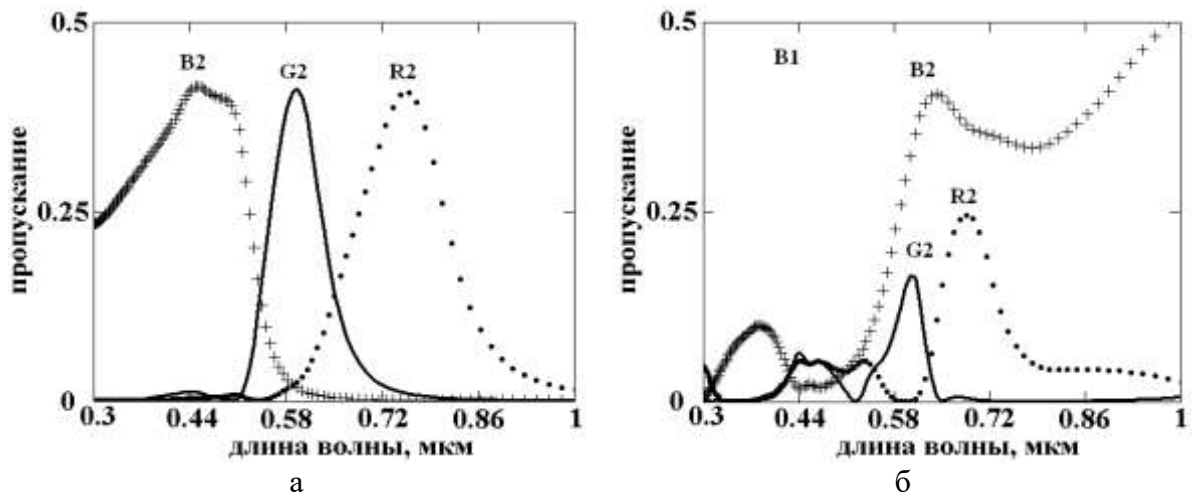 0.5
B2
G2
R2
пропускание
0.25
0
0.3
0.44
0.58
0.72
0.86
1
длина волны, мкм
а
0.5
B1
B2
R2
G2
пропускание
0.25
0
0.3
0.44
0.58
0.72
0.86
1
длина волны, мкм
б